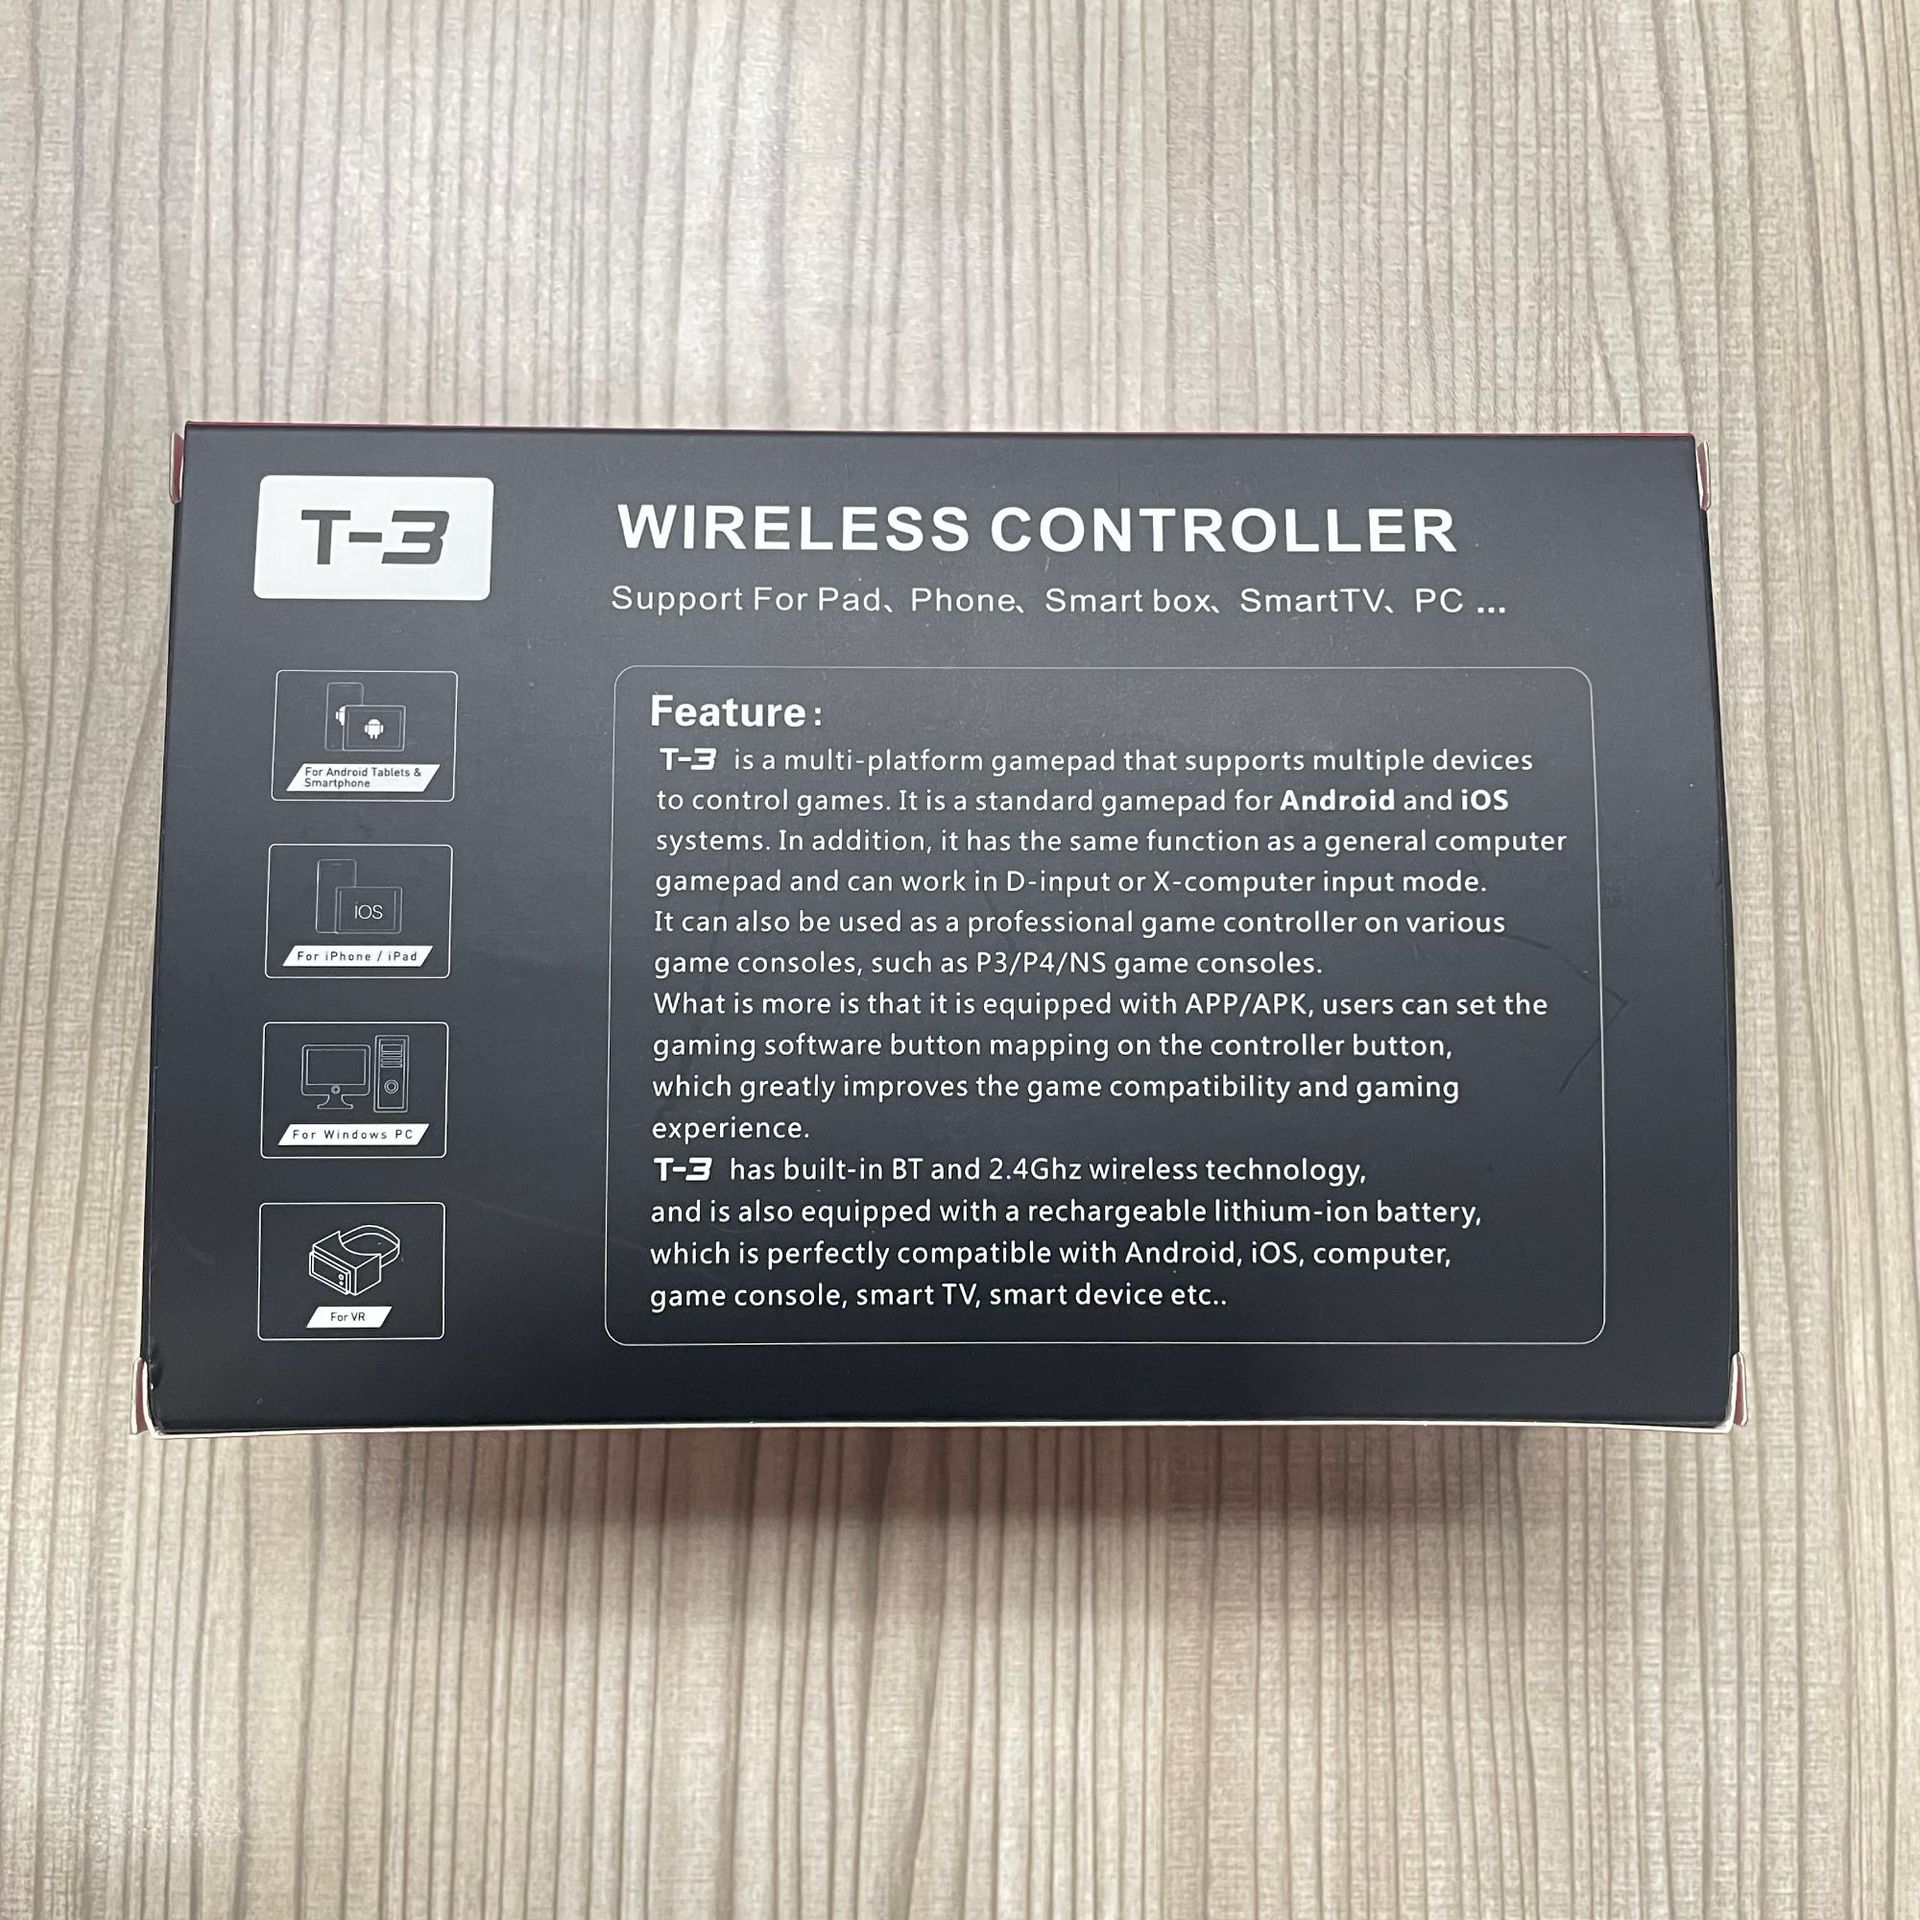 T-3
WIRELESS CONTROLLER
Support For Pad、Phone、Smart box、SmartTV、PC ...
For Android Tablets &
Smartphone
iOS
For iPhone / iPad
For Windows PC
For VR
Feature:
T-3 is a multi-platform gamepad that supports multiple devices
to control games. It is a standard gamepad for Android and iOS
systems. In addition, it has the same function as a general computer
gamepad and can work in D-input or X-computer input mode.
It can also be used as a professional game controller on various
game consoles, such as P3/P4/NS game consoles.
What is more is that it is equipped with APP/APK, users can set the
gaming software button mapping on the controller button,
which greatly improves the game compatibility and gaming
experience.
T-3 has built-in BT and 2.4Ghz wireless technology,
and is also equipped with a rechargeable lithium-ion battery,
which is perfectly compatible with Android, iOS, computer,
game console, smart TV, smart device etc..